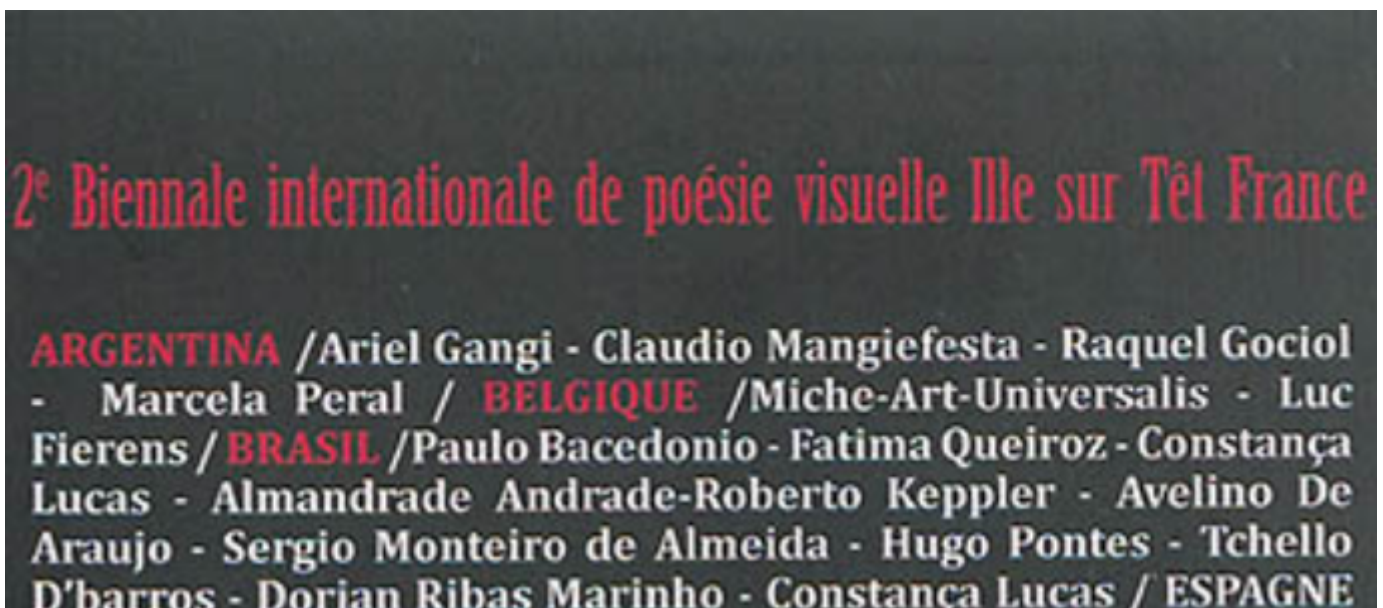 2e Biennale internationale de poésie visuelle Ille sur Têt France
ARGENTINA /Ariel Gangi - Claudio Mangiefesta - Raquel Gociol
- Marcela Peral / BELGIQUE /Miche-Art-Universalis - Luc
Fierens / BRASIL /Paulo Bacedonio - Fatima Queiroz - Constança
Lucas - Almandrade Andrade-Roberto Keppler - Avelino De
Araujo - Sergio Monteiro de Almeida - Hugo Pontes - Tchello
D'barros - Dorian Ribas Marinho - Constança Lucas / ESPAGNE